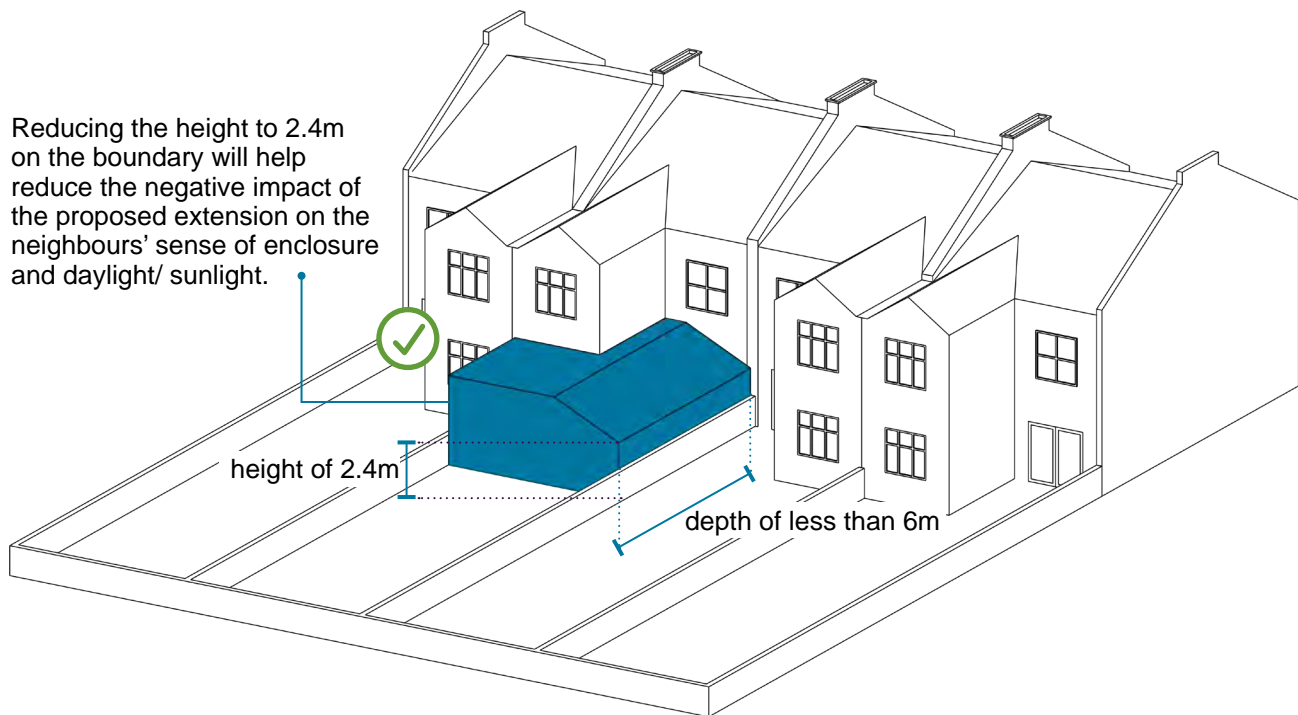 Reducing the height to 2.4m
on the boundary will help
reduce the negative impact of
the proposed extension on the
neighbours’ sense of enclosure
and daylight/ sunlight.
height of 2.4m
depth of less than 6m